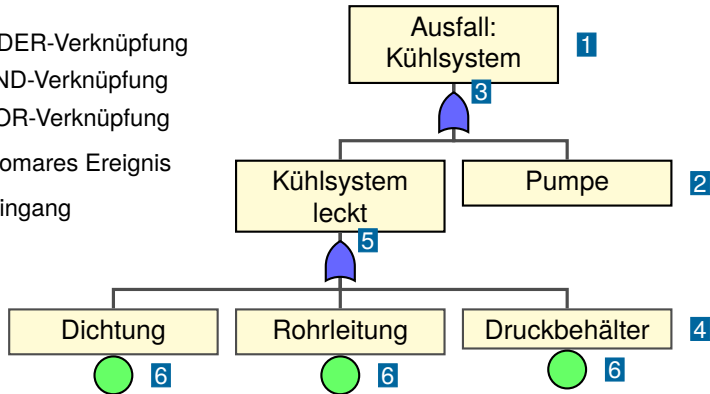 DER-Verknüpfung
ND-Verknüpfung
OR-Verknüpfung
omares Ereignis
ingang
Ausfall:
Kühlsystem
1
3
Kühlsystem
leckt
Pumpe
2
5
Dichtung
Rohrleitung
Druckbehälter
4
6
6
6